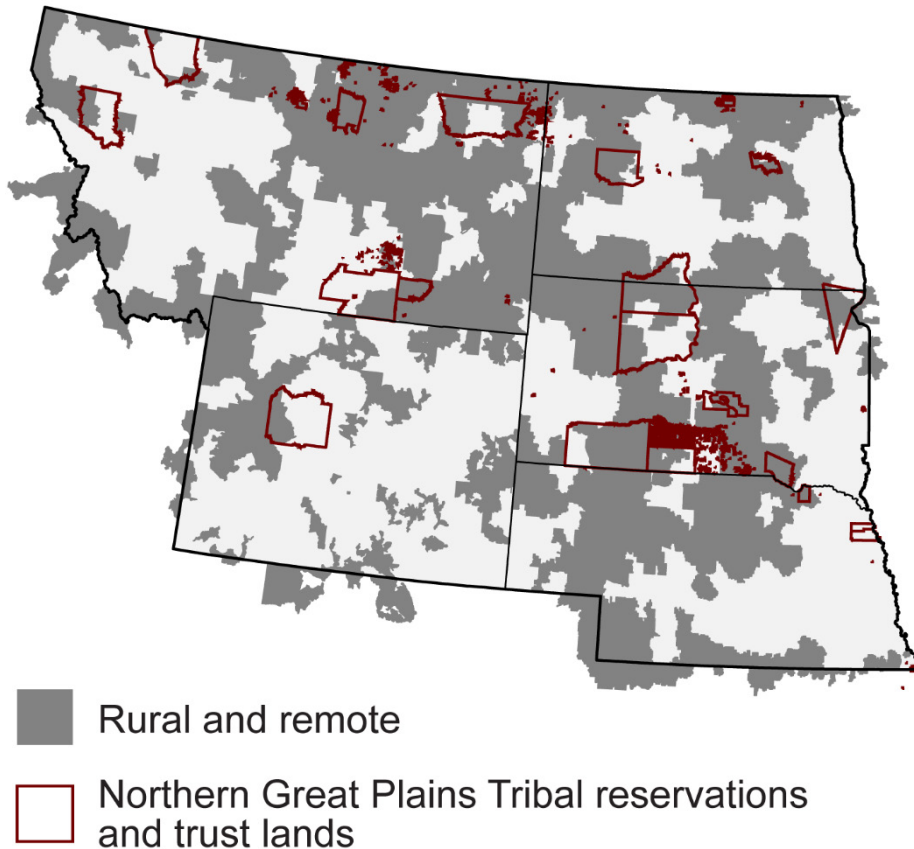 Rural and remote
Northern Great Plains Tribal reservations
and trust lands